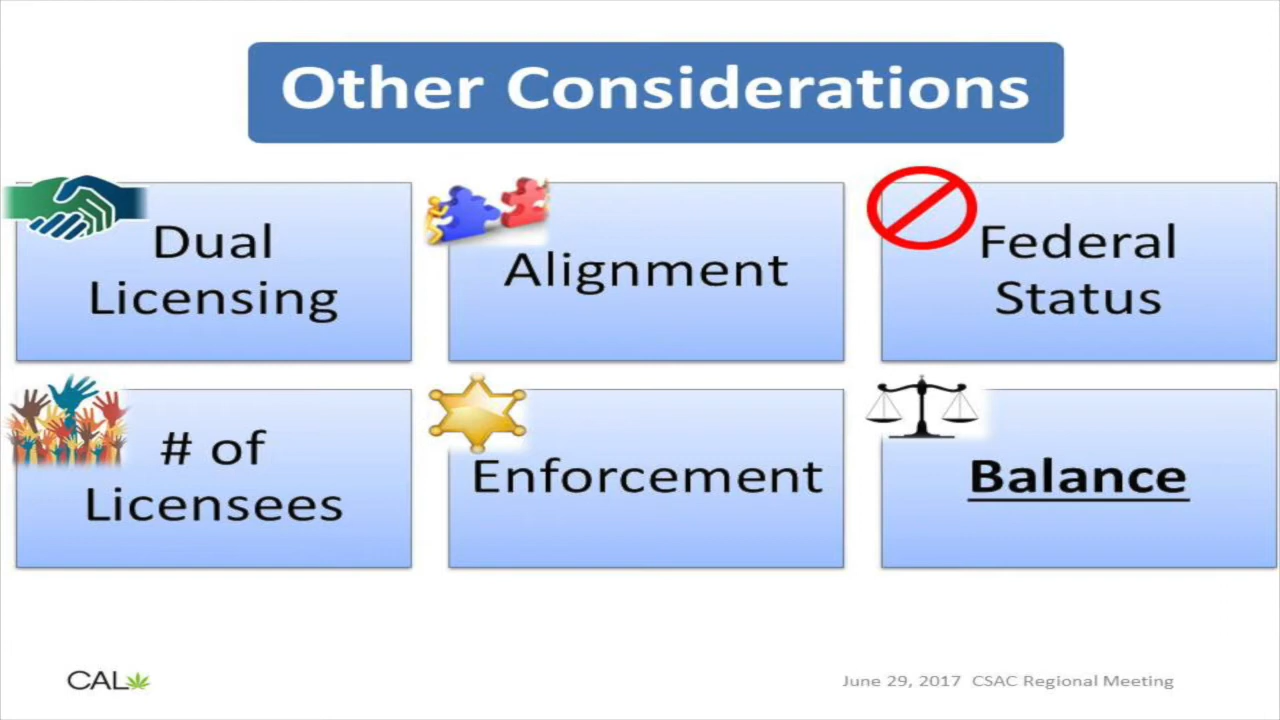 Other Considerations
Dual
Licensing
Alignment
Federal
Status
# of
Licensees
Enforcement
Balance
CAL
June 29, 2017 CSAC Regional Meeting